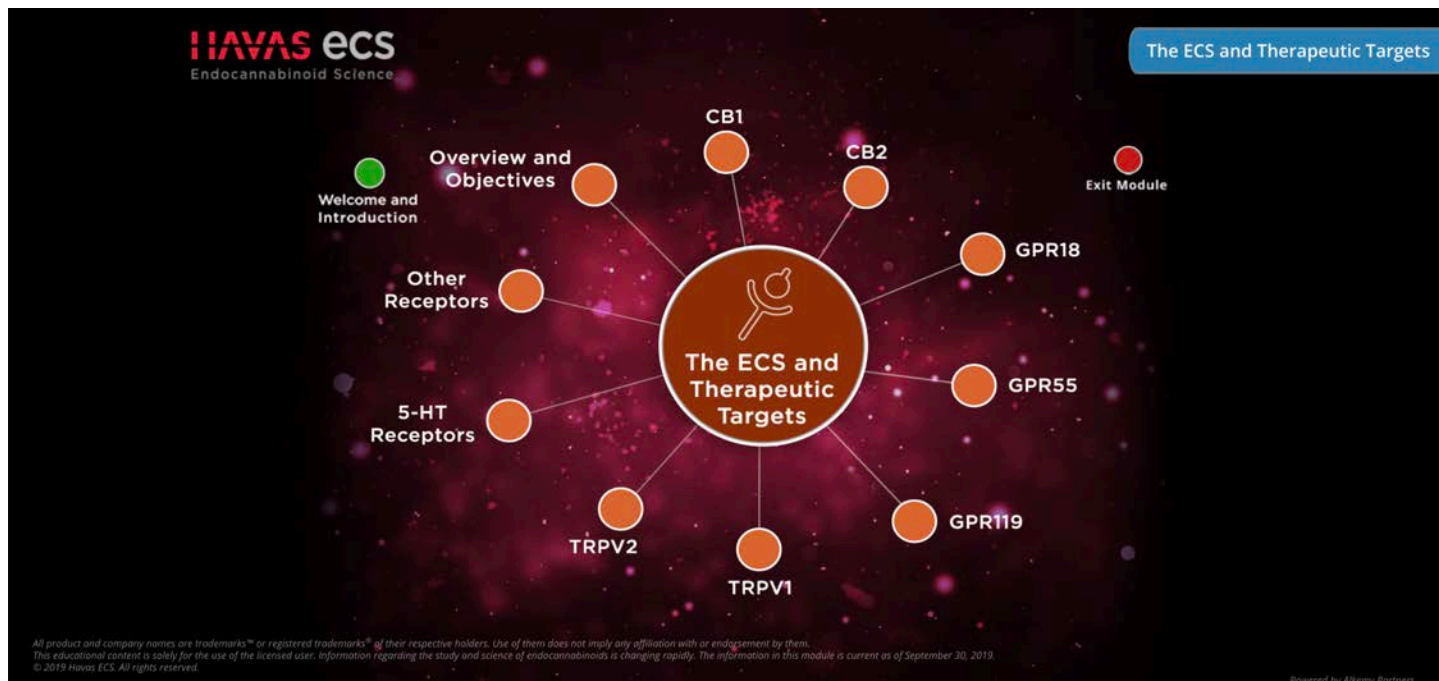 HAVAS ecs
Endocannabinoid Science
The ECS and Therapeutic Targets
CB1
CB2
Overview and
Objectives
Welcome and
Introduction
Exit Module
GPR18
Other
Receptors
The ECS and
Therapeutic
Targets
GPR55
5-HT
Receptors
GPR119
TRPV2
TRPV1
All product and company names are trademarks™ or registered trademarks® of their respective holders. Use of them does not imply any affiliation with or endorsement by them.
This educational content is solely for the use of the licensed user. Information regarding the study and science of endocannabinoids is changing rapidly. The information in this module is current as of September 30, 2019.
© 2019 Havas ECS. All rights reserved.
Powered by Alkemy Partners